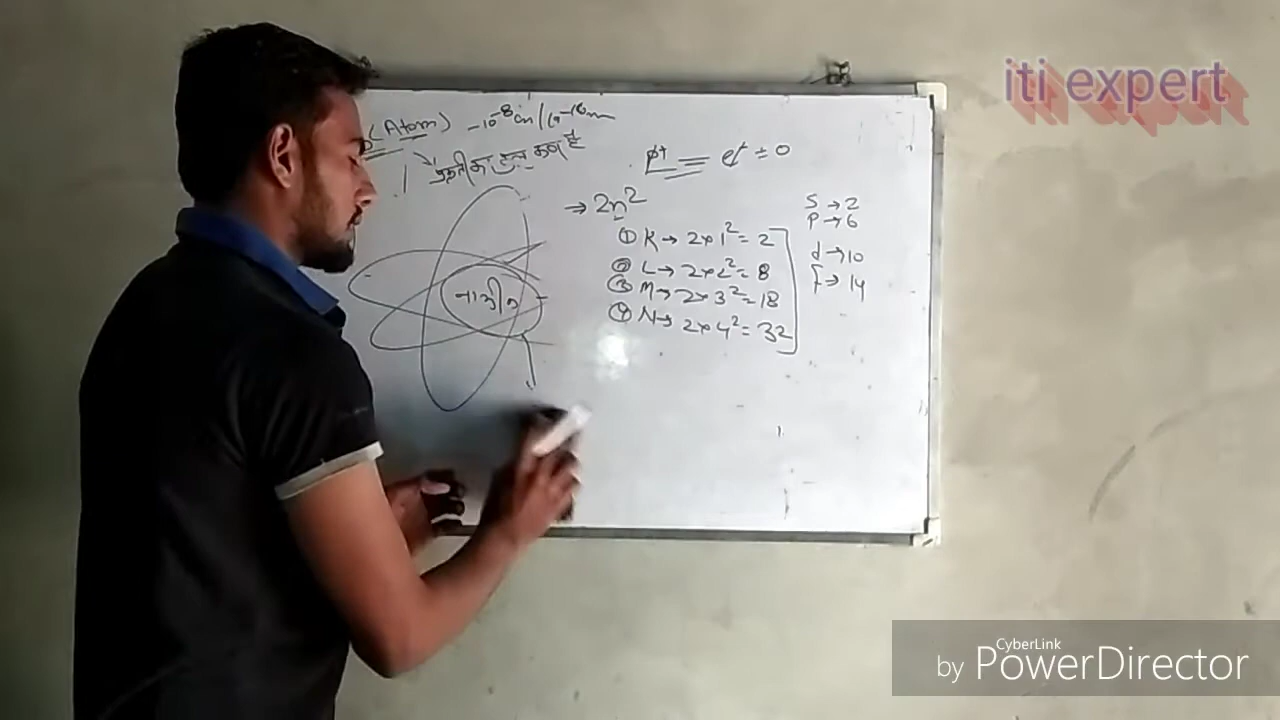 iti expert
(Atom) -10⁻⁸cm/10⁻¹⁰m
का कण है
p+ = e⁻ = 0
⇒ 2n²
① K → 2×1² = 2
② L → 2×2² = 8
③ M → 2×3² = 18
④ N → 2×4² = 32
S → 2
P → 6
d → 10
f → 14
नाभीक
CyberLink
by PowerDirector